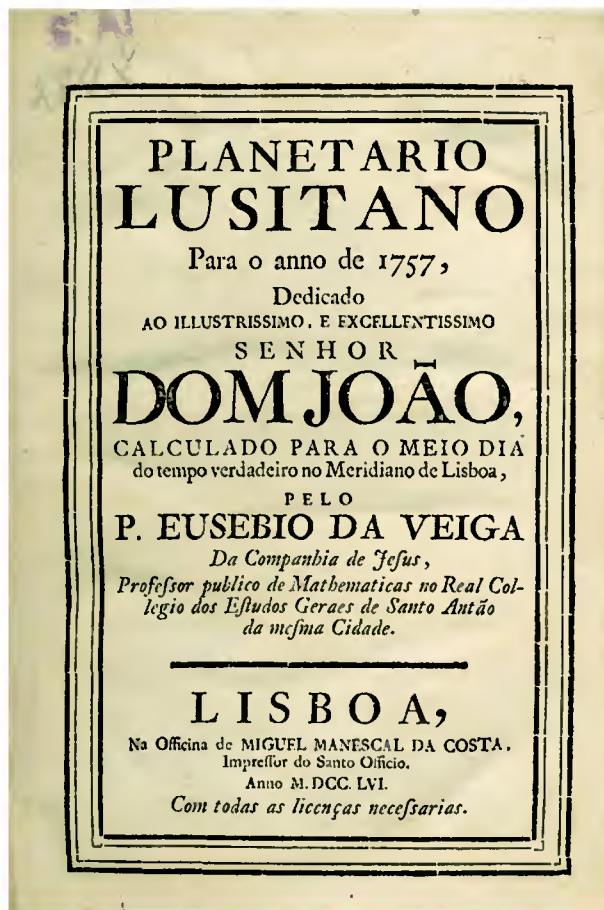 PLANETARIO
LUSITANO
Para o anno de 1757,
Dedicado
AO ILLUSTRISSIMO, E EXCELLENTISSIMO
SENHOR
DOM JOÃO,
CALCULADO PARA O MEIO DIA
do tempo verdadeiro no Meridiano de Lisboa,
PELO
P. EUSEBIO DA VEIGA
Da Companhia de Jeſus,
Profeſſor publico de Mathematicas no Real Col-
legio dos Eſtudos Geraes de Santo Antão
da meſma Cidade.
LISBOA,
Na Officina de MIGUEL MANESCAL DA COSTA,
Impreſſor do Santo Officio.
Anno M. DCC. LVI.
Com todas as licenças neceſſarias.